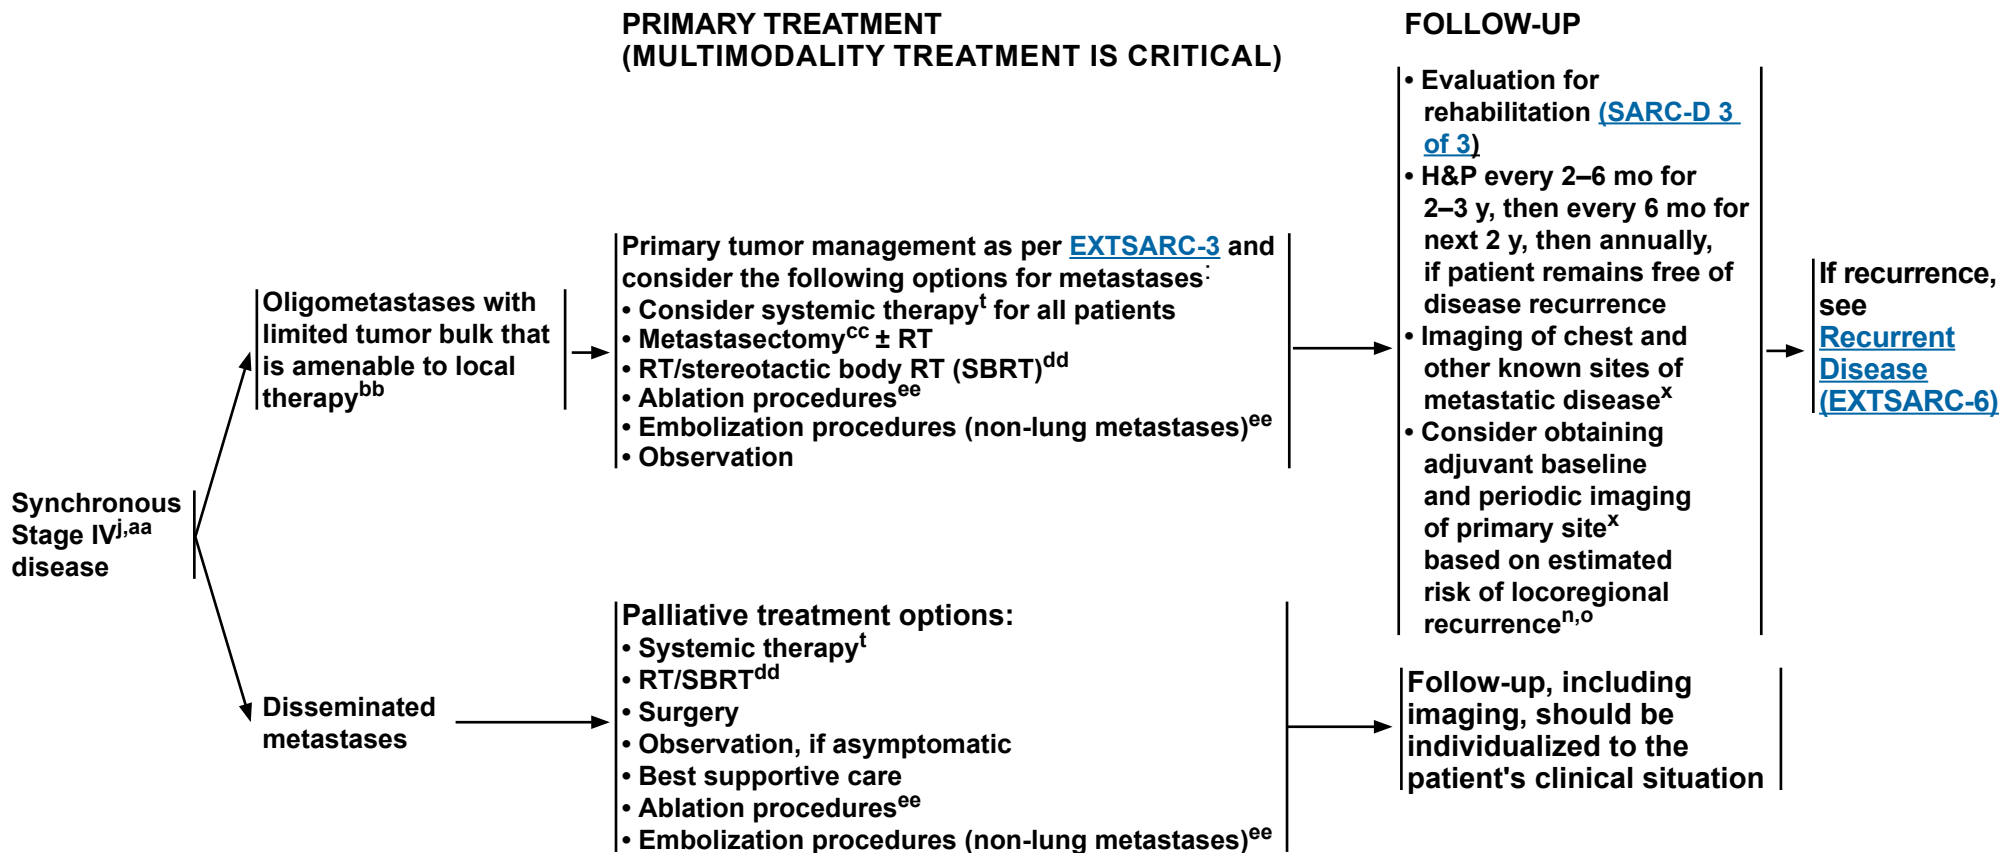 PRIMARY TREATMENT
(MULTIMODALITY TREATMENT IS CRITICAL)
FOLLOW-UP
Synchronous
Stage IVj,aa
disease
Oligometastases with
limited tumor bulk that
is amenable to local
therapybb
Primary tumor management as per EXTSARC-3 and
consider the following options for metastases:
• Consider systemic therapyt for all patients
• Metastasectomycc ± RT
• RT/stereotactic body RT (SBRT)dd
• Ablation proceduresee
• Embolization procedures (non-lung metastases)ee
• Observation
• Evaluation for
rehabilitation (SARC-D 3
of 3)
• H&P every 2–6 mo for
2–3 y, then every 6 mo for
next 2 y, then annually,
if patient remains free of
disease recurrence
• Imaging of chest and
other known sites of
metastatic diseasex
• Consider obtaining
adjuvant baseline
and periodic imaging
of primary sitex
based on estimated
risk of locoregional
recurrencen,o
If recurrence,
see
Recurrent
Disease
(EXTSARC-6)
Disseminated
metastases
Palliative treatment options:
• Systemic therapyt
• RT/SBRTdd
• Surgery
• Observation, if asymptomatic
• Best supportive care
• Ablation proceduresee
• Embolization procedures (non-lung metastases)ee
Follow-up, including
imaging, should be
individualized to the
patient's clinical situation